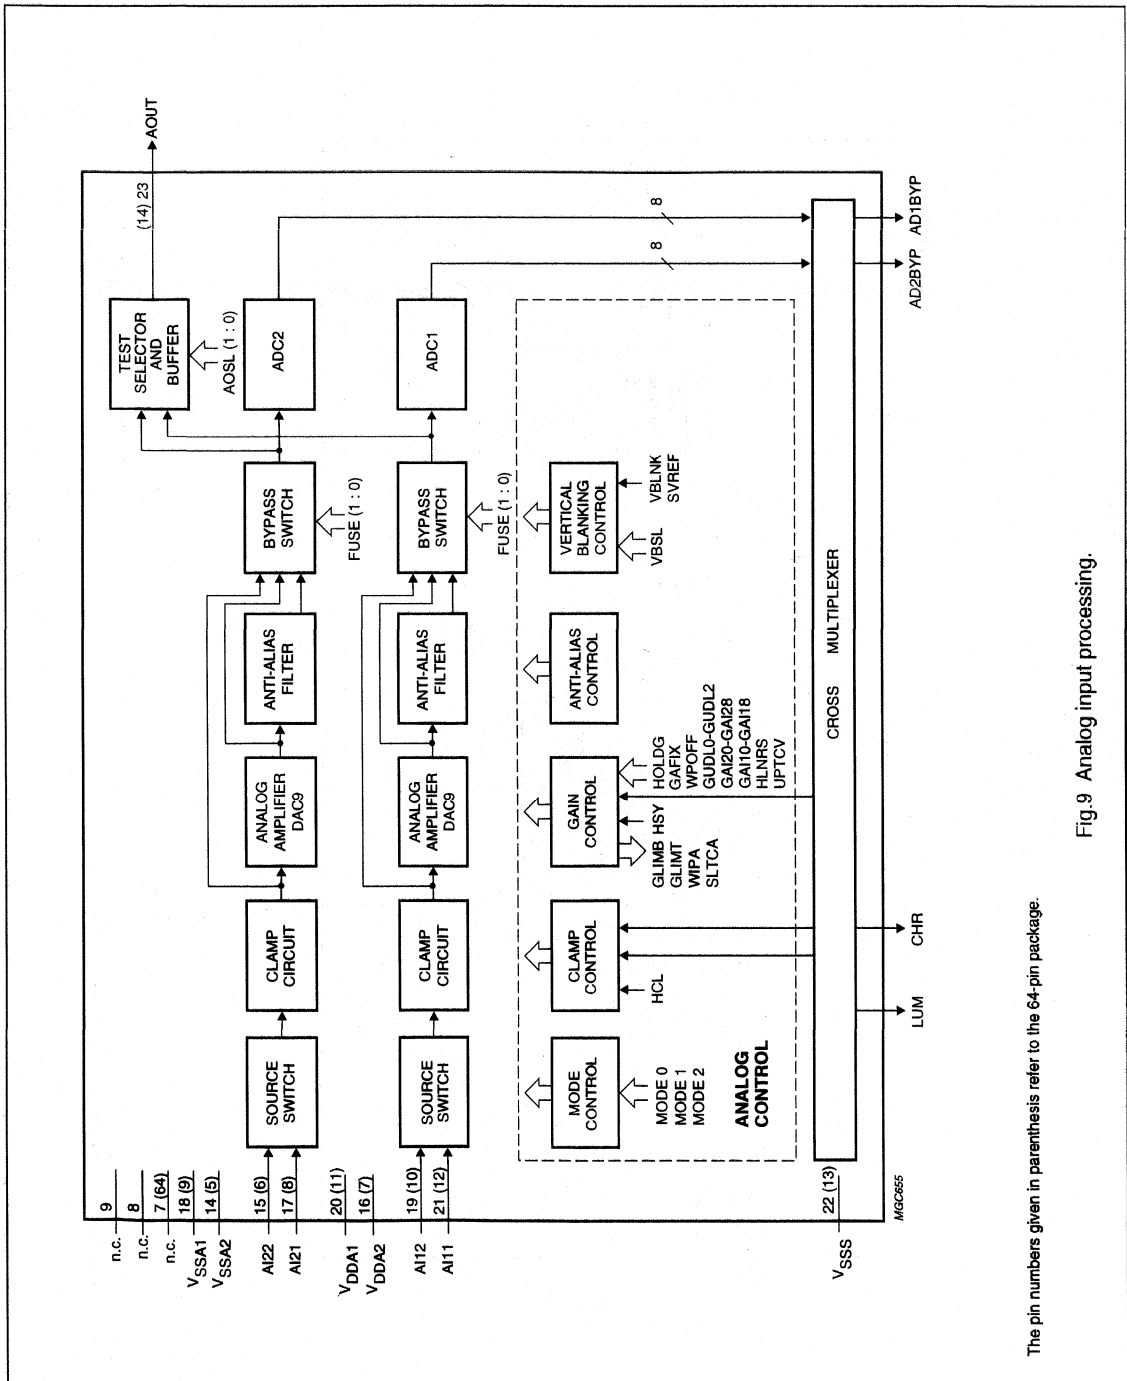 n.c. 9
n.c. 8
n.c. 7 (64)
VSSA1 18 (9)
VSSA2 14 (5)
AI22 15 (6)
AI21 17 (8)
VDDA1 20 (11)
VDDA2 16 (7)
AI12 19 (10)
AI11 21 (12)
VSSS 22 (13)
SOURCE
SWITCH
CLAMP
CIRCUIT
ANALOG
AMPLIFIER
DAC9
ANTI-ALIAS
FILTER
BYPASS
SWITCH
FUSE (1 : 0)
ADC2
TEST
SELECTOR
AND
BUFFER
AOSL (1 : 0)
(14) 23
AOUT
SOURCE
SWITCH
CLAMP
CIRCUIT
ANALOG
AMPLIFIER
DAC9
ANTI-ALIAS
FILTER
BYPASS
SWITCH
FUSE (1 : 0)
ADC1
8
8
MODE
CONTROL
MODE 0
MODE 1
MODE 2
CLAMP
CONTROL
HCL
GAIN
CONTROL
GLIMB
GLIMT
WIPA
SLTCA
HSY
HOLDG
GAFIX
WPOFF
GUDL0-GUDL2
GAI20-GAI28
GAI10-GAI18
HLNRS
UPTCV
ANTI-ALIAS
CONTROL
VERTICAL
BLANKING
CONTROL
VBSL
VBLNK
SVREF
ANALOG
CONTROL
CROSS MULTIPLEXER
LUM
CHR
AD2BYP
AD1BYP
MGC655
The pin numbers given in parenthesis refer to the 64-pin package.
Fig.9 Analog input processing.